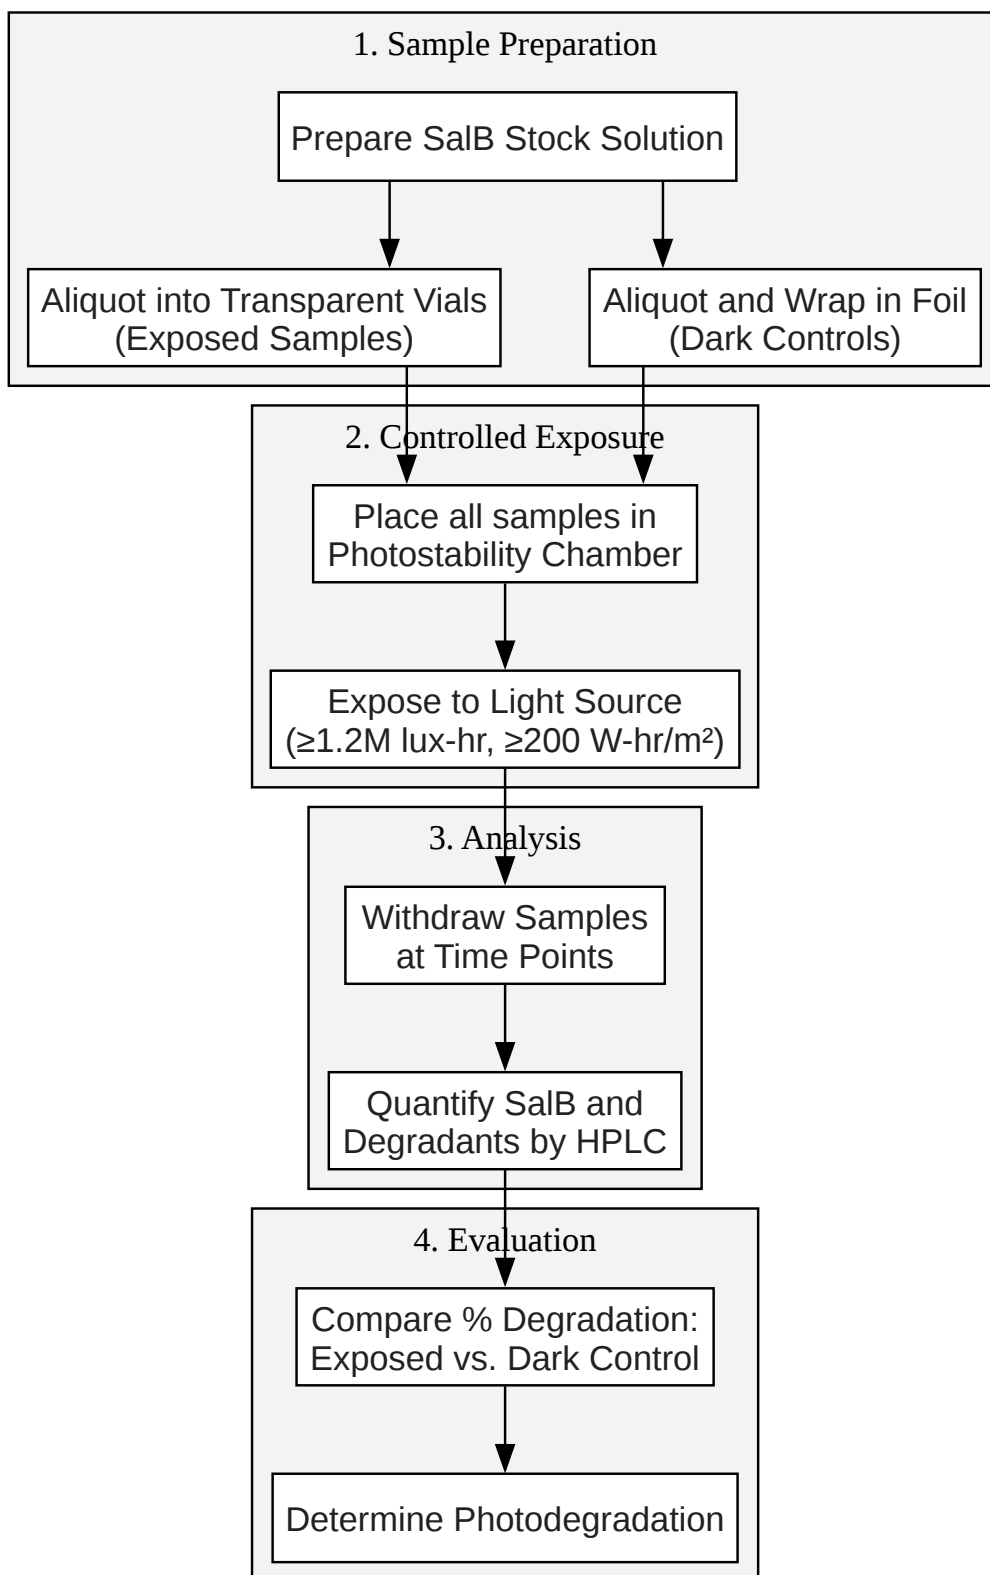 1. Sample Preparation
Prepare SalB Stock Solution
Aliquot into Transparent Vials
(Exposed Samples)
Aliquot and Wrap in Foil
(Dark Controls)
2. Controlled Exposure
Place all samples in
Photostability Chamber
Expose to Light Source
(≥1.2M lux-hr, ≥200 W-hr/m²)
3. Analysis
Withdraw Samples
at Time Points
Quantify SalB and
Degradants by HPLC
4. Evaluation
Compare % Degradation:
Exposed vs. Dark Control
Determine Photodegradation